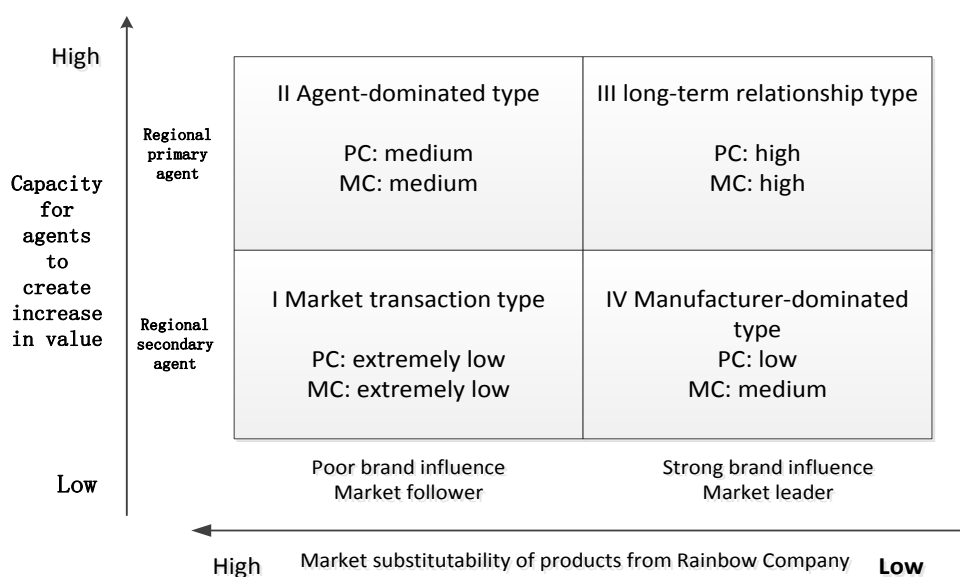 High
II Agent-dominated type
PC: medium
MC: medium
III long-term relationship type
PC: high
MC: high
Regional
primary
agent
Capacity
for
agents
to
create
increase
in value
I Market transaction type
PC: extremely low
MC: extremely low
IV Manufacturer-dominated
type
PC: low
MC: medium
Regional
secondary
agent
Low
Poor brand influence
Market follower
Strong brand influence
Market leader
High
Market substitutability of products from Rainbow Company
Low